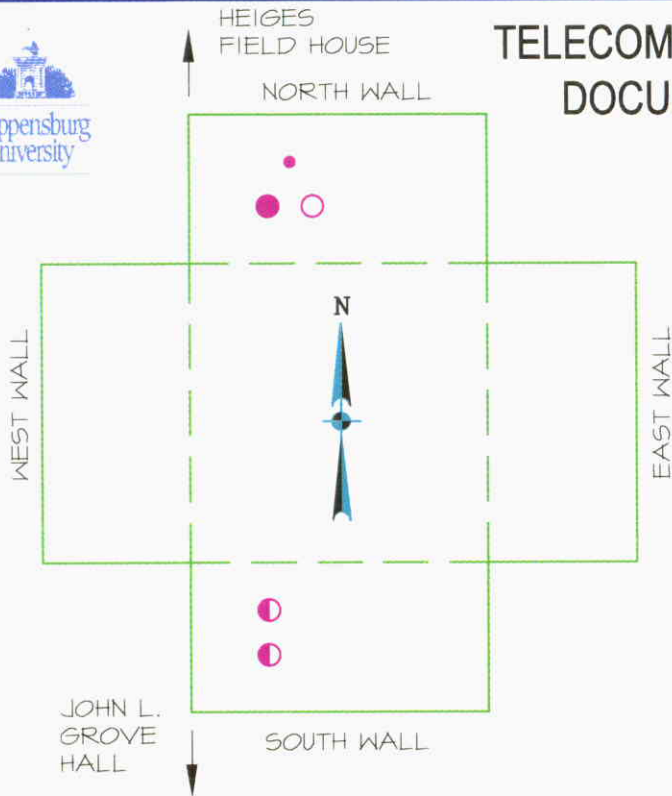 HEIGES
FIELD HOUSE
TELECOM
DOCU
ppensburg
niversity
NORTH WALL
N
WEST WALL
EAST WALL
JOHN L.
GROVE
HALL
SOUTH WALL